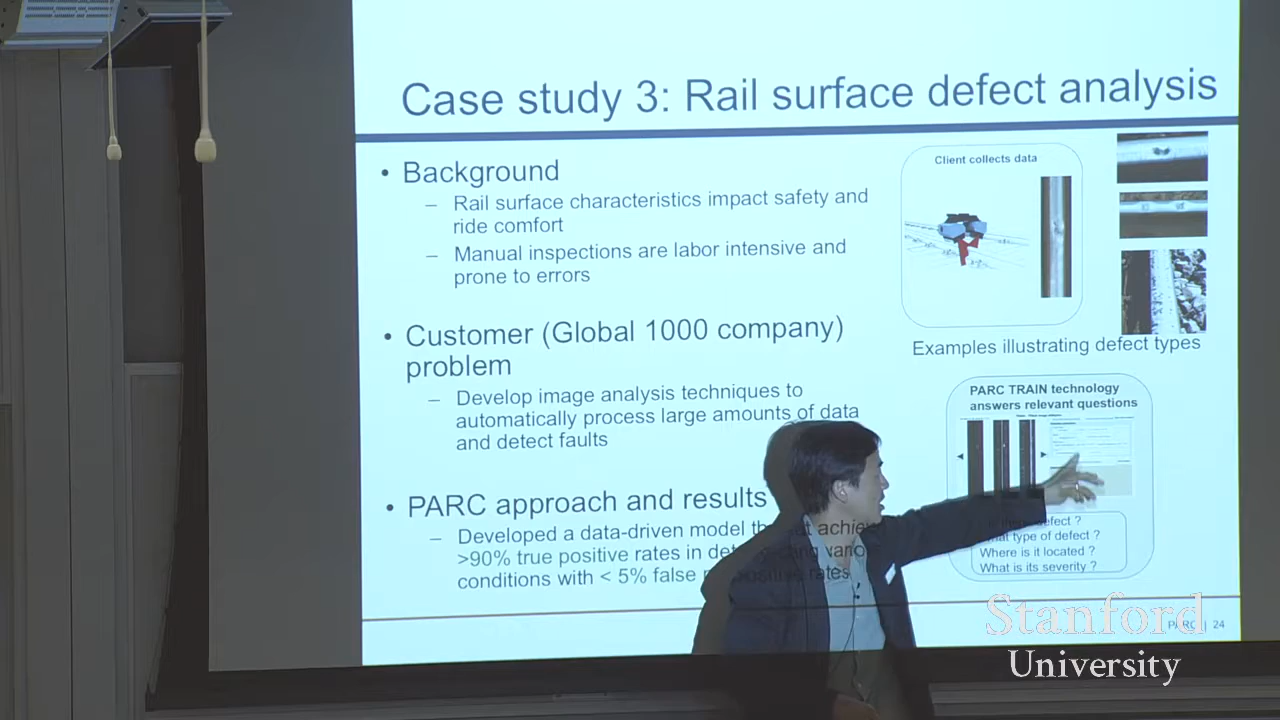 Case study 3: Rail surface defect analysis
• Background
– Rail surface characteristics impact safety and
ride comfort
– Manual inspections are labor intensive and
prone to errors
• Customer (Global 1000 company)
problem
– Develop image analysis techniques to
automatically process large amounts of data
and detect faults
• PARC approach and results
– Developed a data-driven model
>90% true positive rates in
conditions with < 5% false positive rates
Client collects data
Examples illustrating defect types
PARC TRAIN technology
answers relevant questions
defect ?
type of defect ?
Where is it located ?
What is its severity ?
PARC | 24
Stanford
University